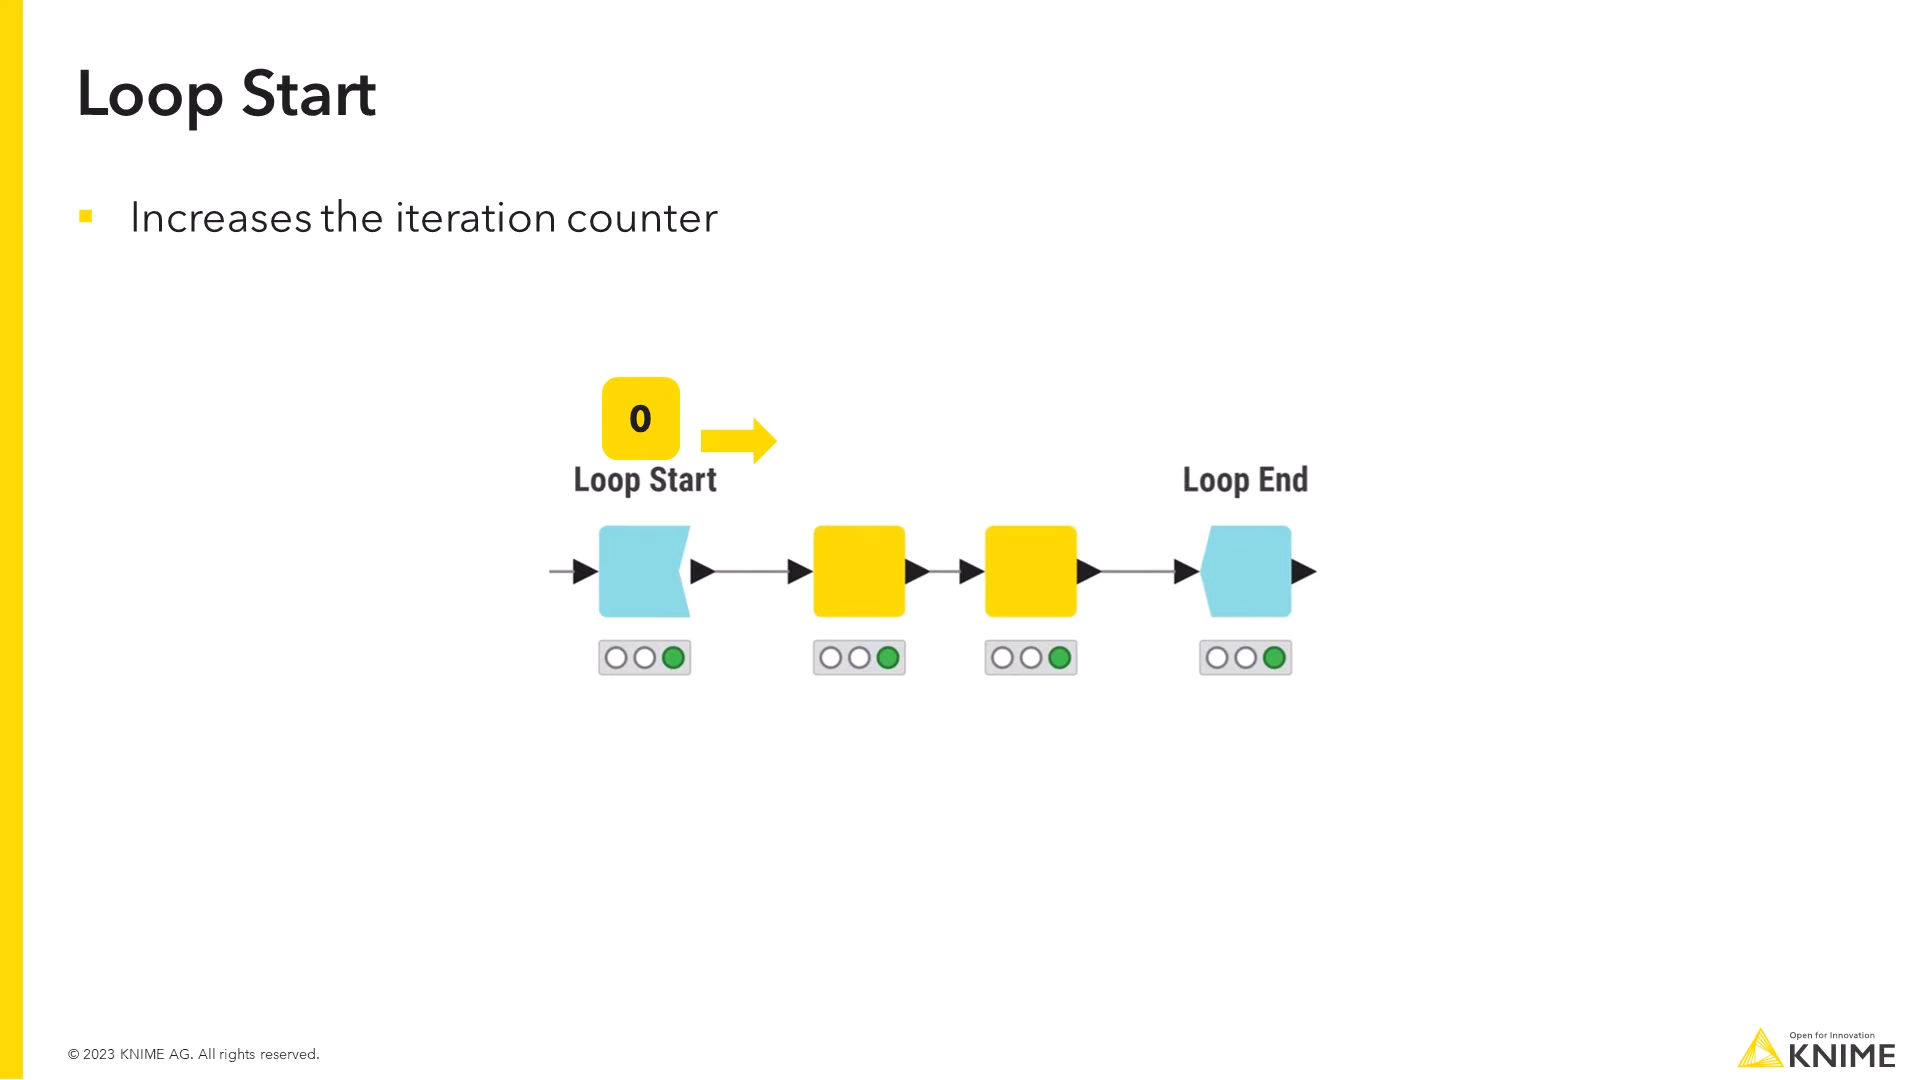 Loop Start
Increases the iteration counter
0
Loop Start
Loop End
© 2023 KNIME AG. All rights reserved.
Open for Innovation
KNIME